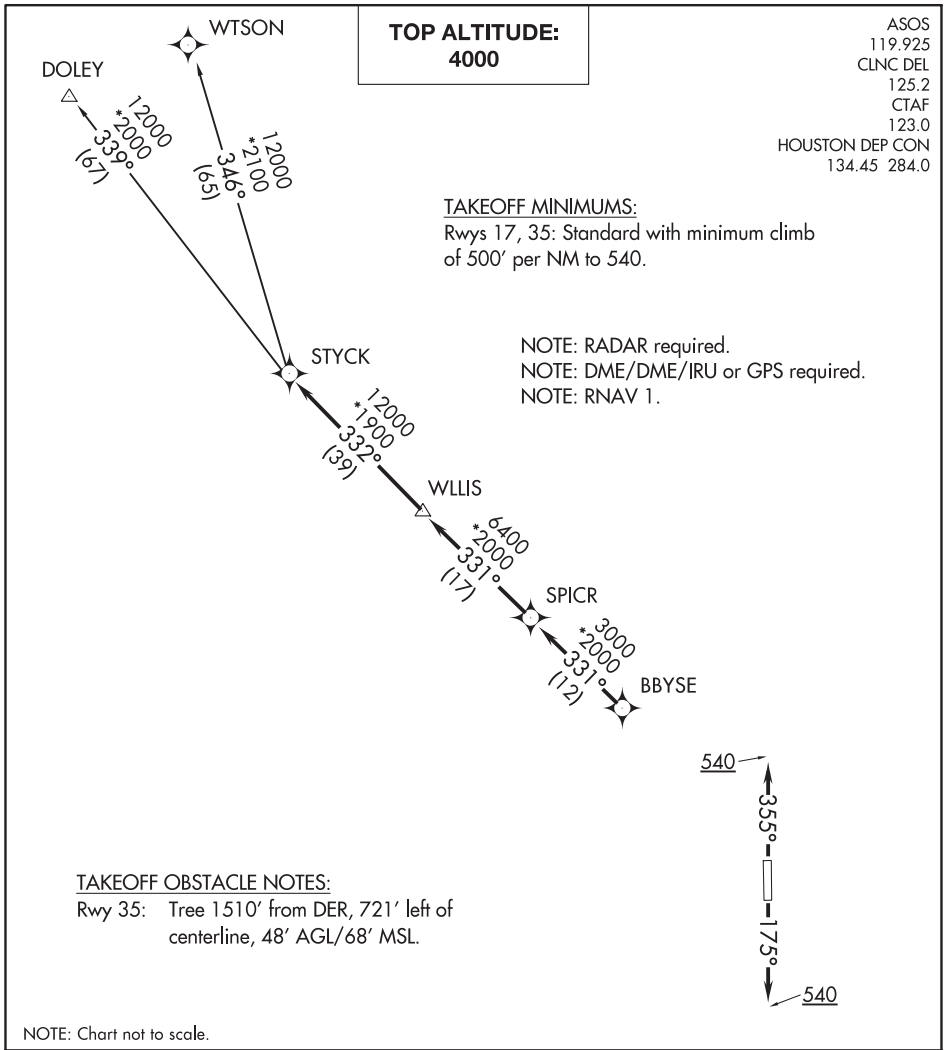 WTSON
TOP ALTITUDE:
4000
ASOS
119.925
CLNC DEL
125.2
CTAF
123.0
HOUSTON DEP CON
134.45 284.0
DOLEY
12000
*2000
339°
(67)
12000
*2100
346°
(65)
TAKEOFF MINIMUMS:
Rwys 17, 35: Standard with minimum climb
of 500' per NM to 540.
STYCK
NOTE: RADAR required.
NOTE: DME/DME/IRU or GPS required.
NOTE: RNAV 1.
12000
*1900
332°
(39)
WLLIS
6400
*2000
331°
(17)
SPICR
3000
*2000
331°
(12)
BBYSE
540
355°
175°
540
TAKEOFF OBSTACLE NOTES:
Rwy 35: Tree 1510' from DER, 721' left of
centerline, 48' AGL/68' MSL.
NOTE: Chart not to scale.